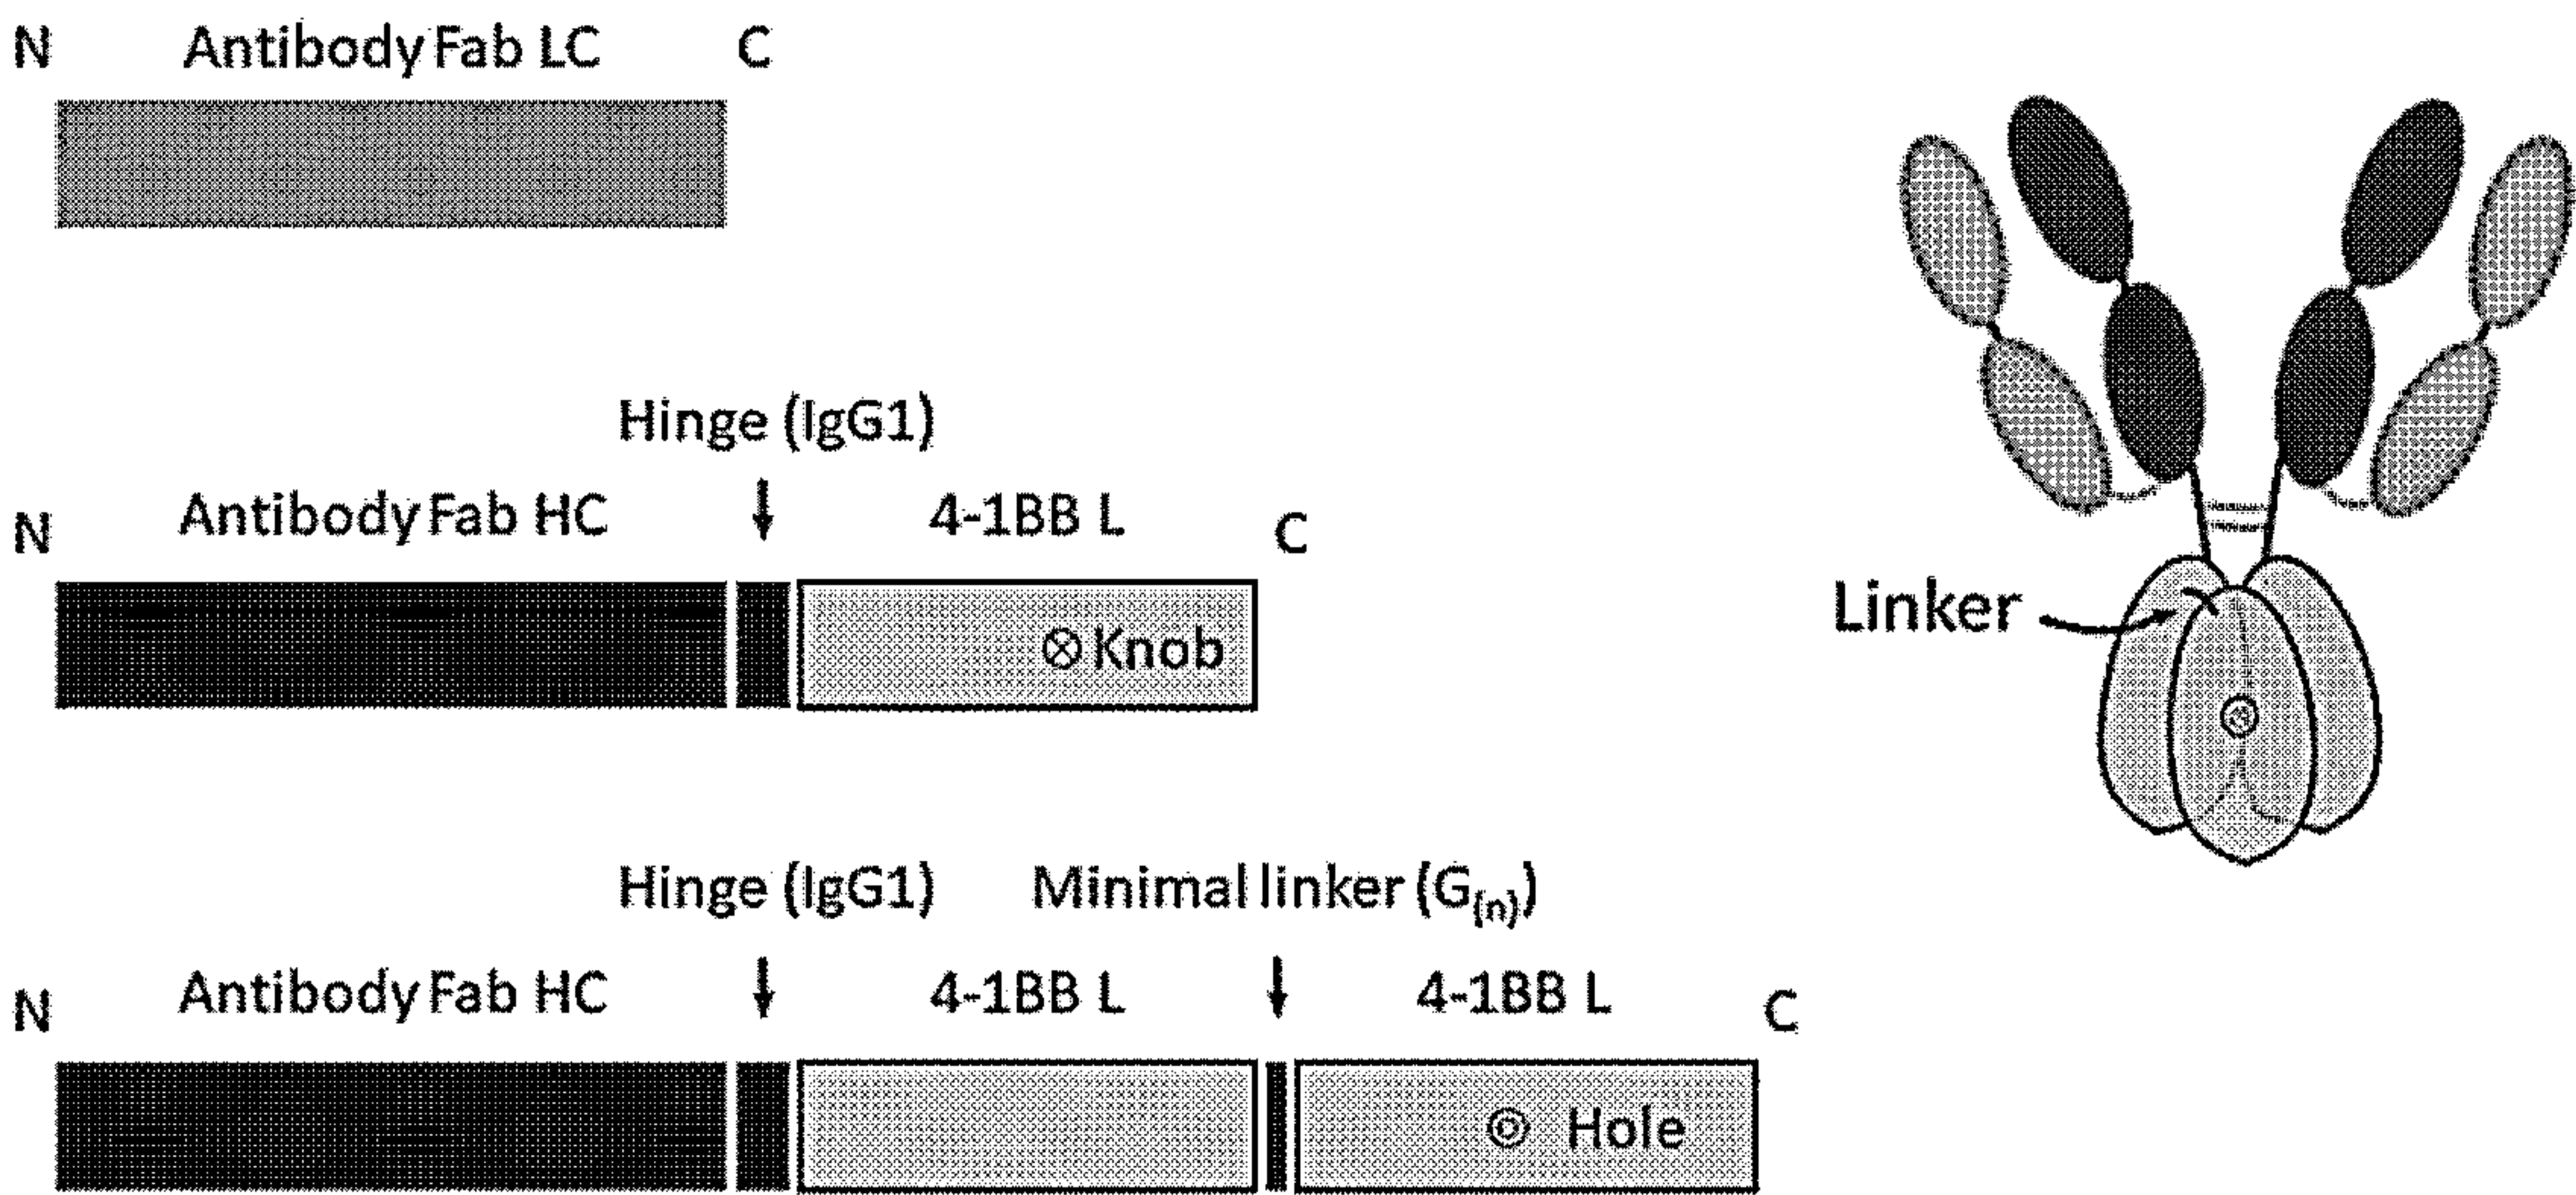 N Antibody Fab LC C
Hinge (IgG1)
N Antibody Fab HC 4-1BB L C
Knob
Linker
Hinge (IgG1) Minimal linker (G(n))
N Antibody Fab HC 4-1BB L 4-1BB L C
Hole